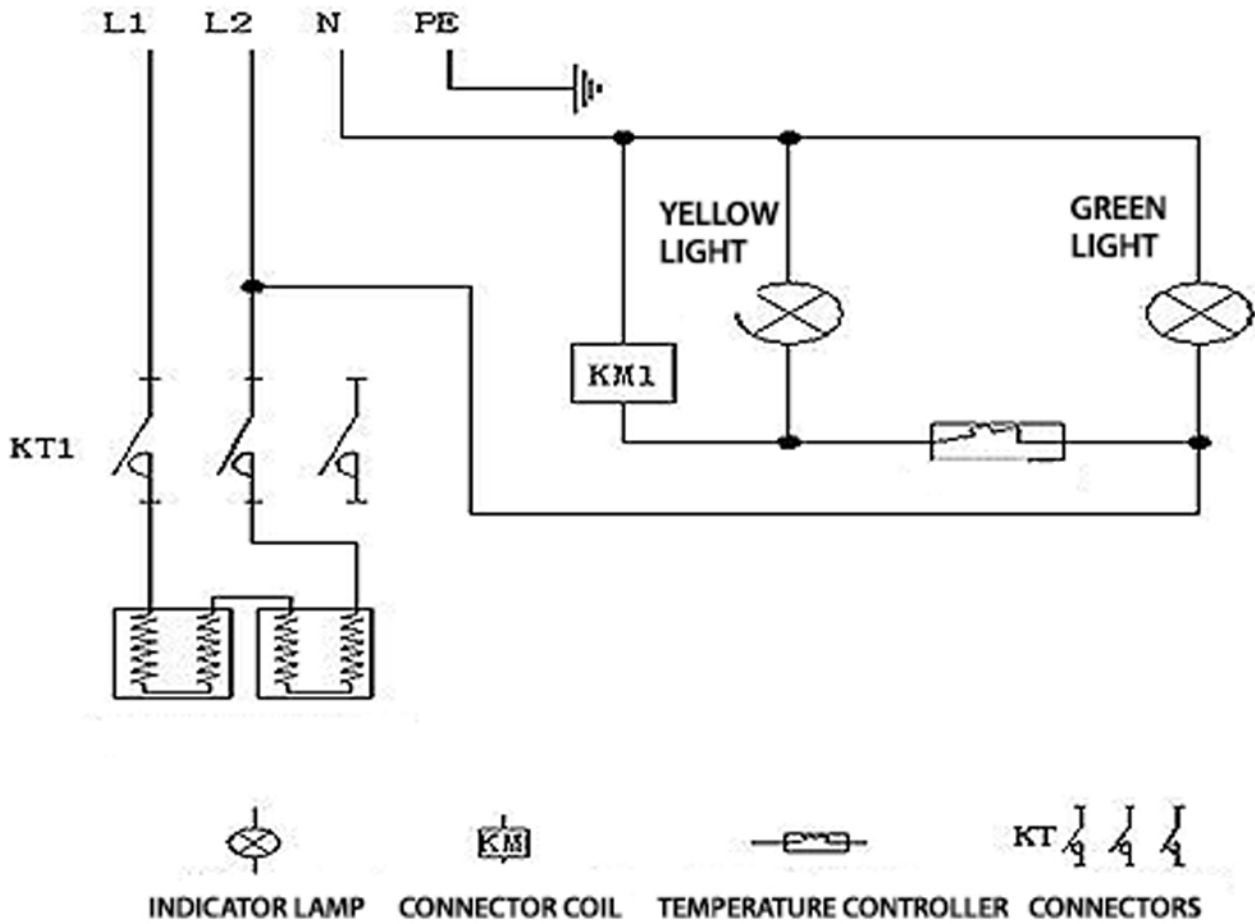 L1 L2 N PE
YELLOW
LIGHT
GREEN
LIGHT
KM1
KT1
KM
KT
INDICATOR LAMP CONNECTOR COIL TEMPERATURE CONTROLLER CONNECTORS